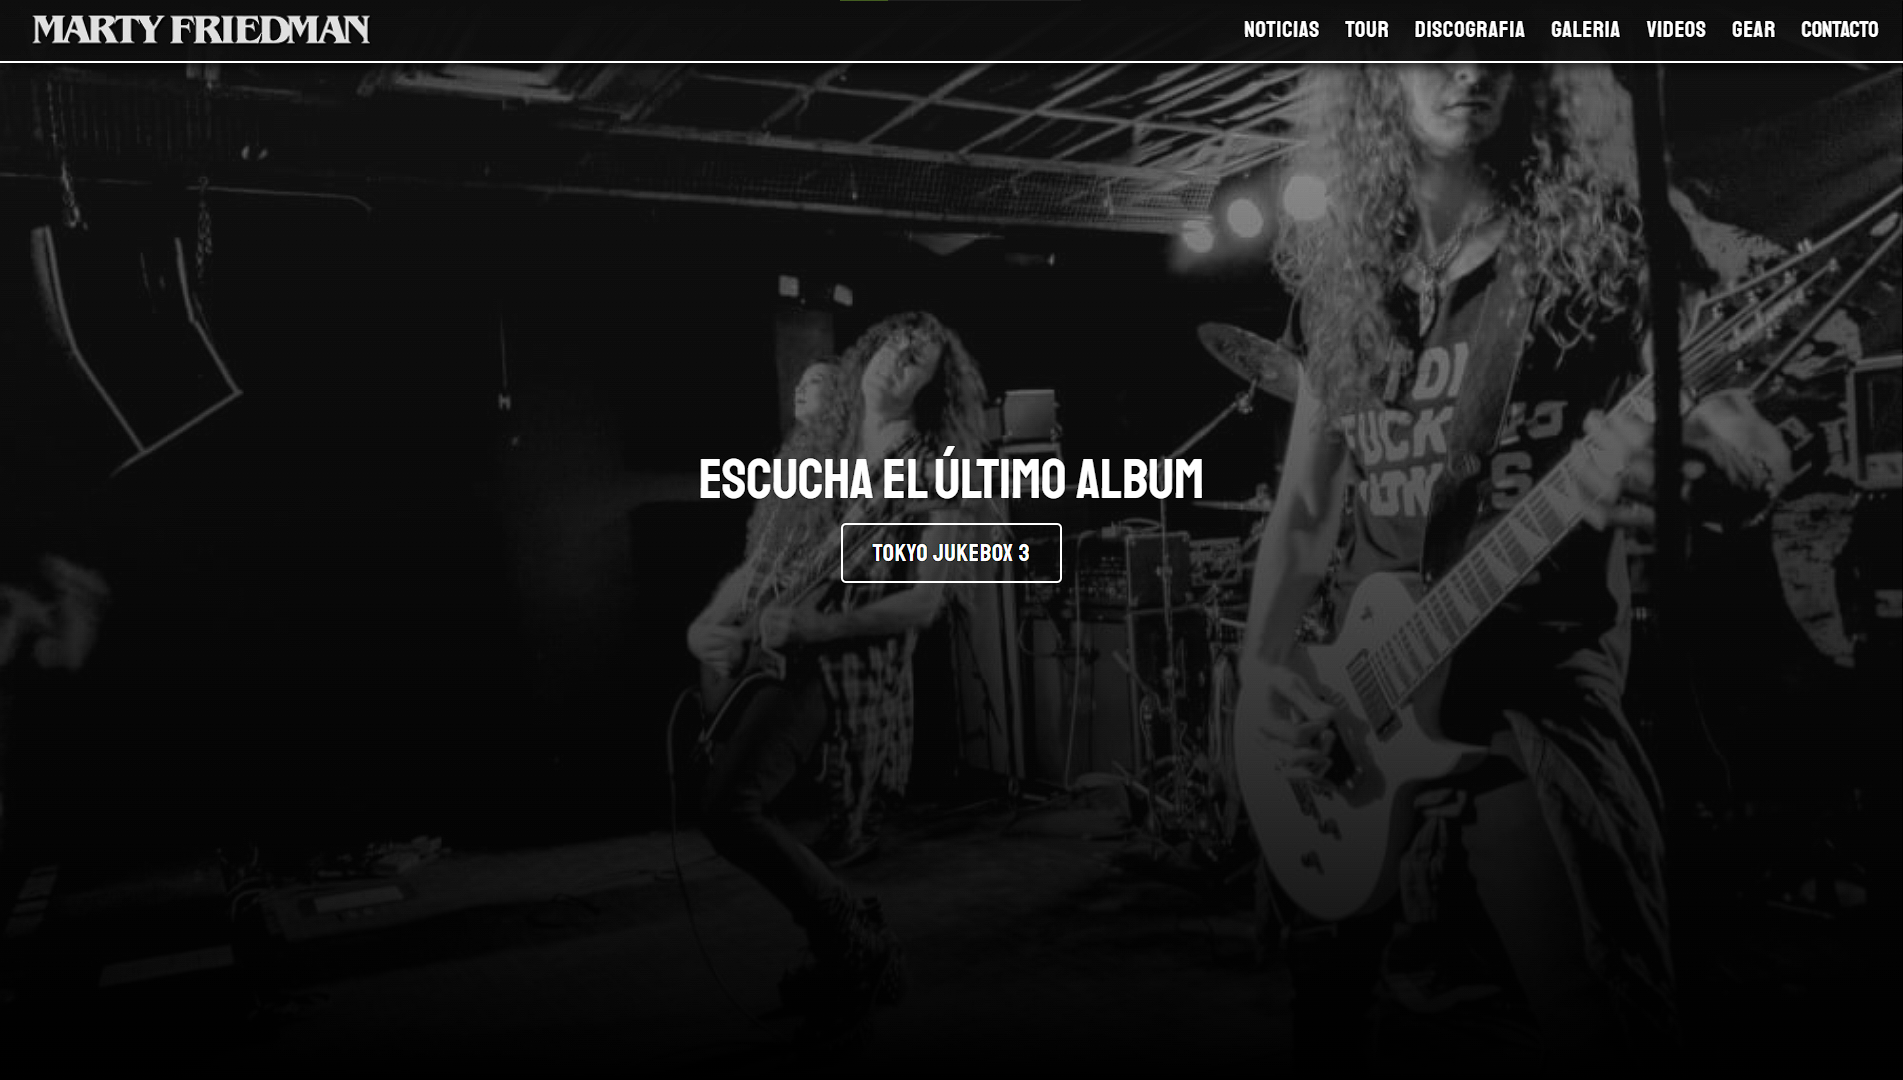 MARTY FRIEDMAN
NOTICIAS TOUR DISCOGRAFIA GALERIA VIDEOS GEAR CONTACTO
ESCUCHA EL ÚLTIMO ALBUM
TOKYO JUKEBOX 3